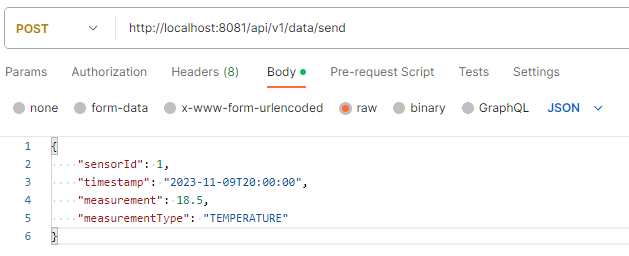 POST http://localhost:8081/api/v1/data/send
Params Authorization Headers (8) Body Pre-request Script Tests Settings
none form-data x-www-form-urlencoded raw binary GraphQL JSON
1 {
2 "sensorId": 1,
3 "timestamp": "2023-11-09T20:00:00",
4 "measurement": 18.5,
5 "measurementType": "TEMPERATURE"
6 }